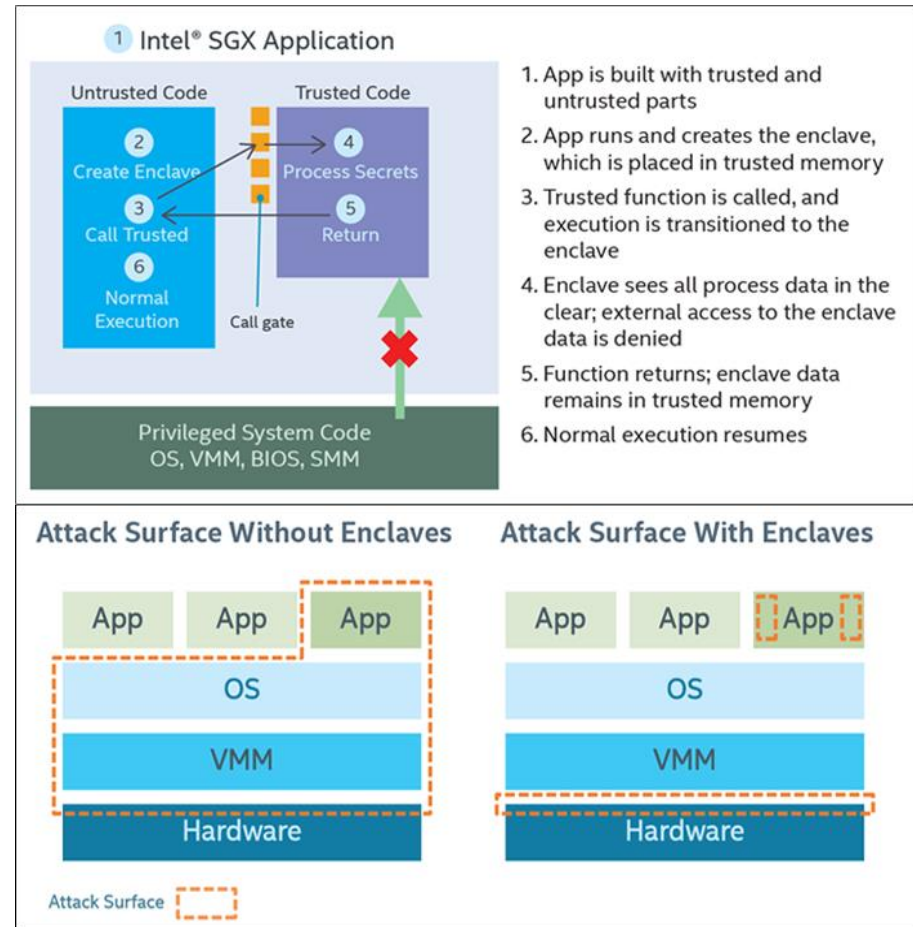 1 Intel® SGX Application
Untrusted Code
Trusted Code
2
Create Enclave
3
Call Trusted
6
Normal
Execution
4
Process Secrets
5
Return
Call gate
Privileged System Code
OS, VMM, BIOS, SMM
1. App is built with trusted and
untrusted parts
2. App runs and creates the enclave,
which is placed in trusted memory
3. Trusted function is called, and
execution is transitioned to the
enclave
4. Enclave sees all process data in the
clear; external access to the enclave
data is denied
5. Function returns; enclave data
remains in trusted memory
6. Normal execution resumes
Attack Surface Without Enclaves
App
App
App
OS
VMM
Hardware
Attack Surface
Attack Surface With Enclaves
App
App
App
OS
VMM
Hardware